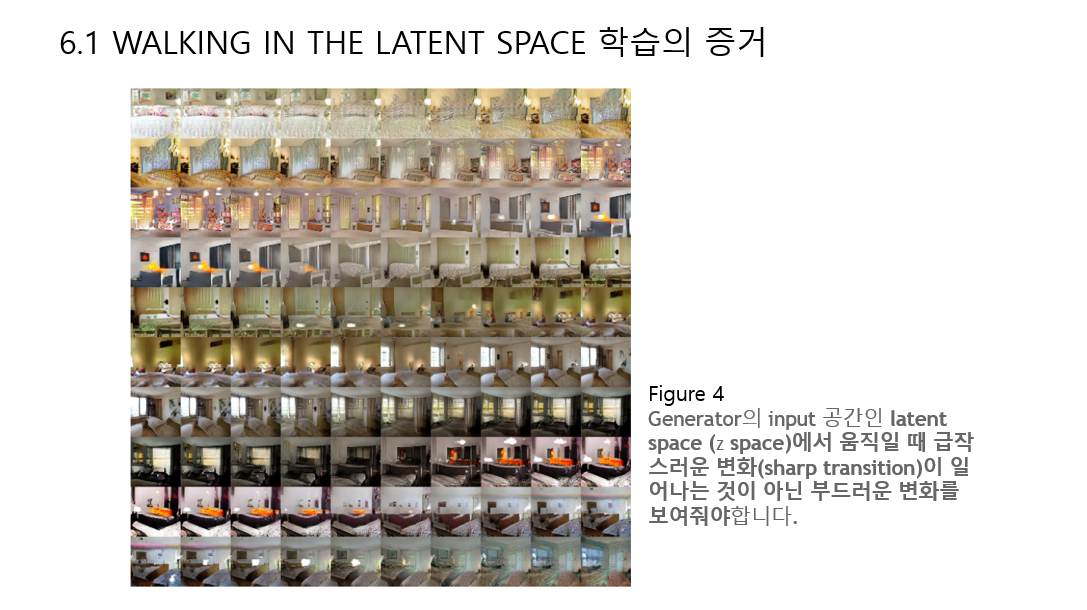 6.1 WALKING IN THE LATENT SPACE 학습의 증거
Figure 4
Generator의 input 공간인 latent
space (z space)에서 움직일 때 급작
스러운 변화(sharp transition)이 일
어나는 것이 아닌 부드러운 변화를
보여줘야합니다.